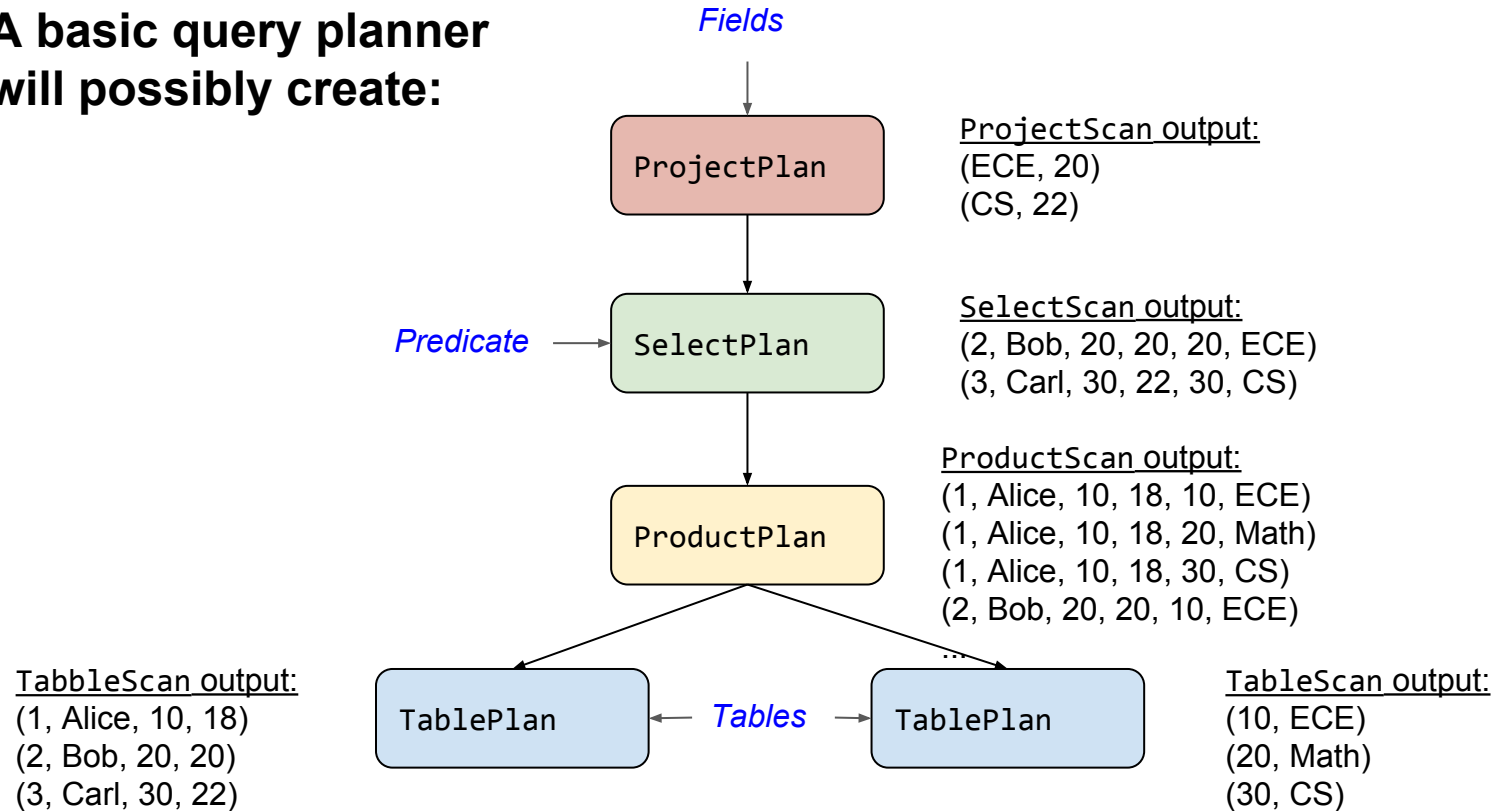 A basic query planner
will possibly create:
Fields
ProjectPlan
ProjectScan output:
(ECE, 20)
(CS, 22)
Predicate
SelectPlan
SelectScan output:
(2, Bob, 20, 20, 20, ECE)
(3, Carl, 30, 22, 30, CS)
ProductPlan
ProductScan output:
(1, Alice, 10, 18, 10, ECE)
(1, Alice, 10, 18, 20, Math)
(1, Alice, 10, 18, 30, CS)
(2, Bob, 20, 20, 10, ECE)
...
TabbleScan output:
(1, Alice, 10, 18)
(2, Bob, 20, 20)
(3, Carl, 30, 22)
TablePlan
Tables
TablePlan
TableScan output:
(10, ECE)
(20, Math)
(30, CS)